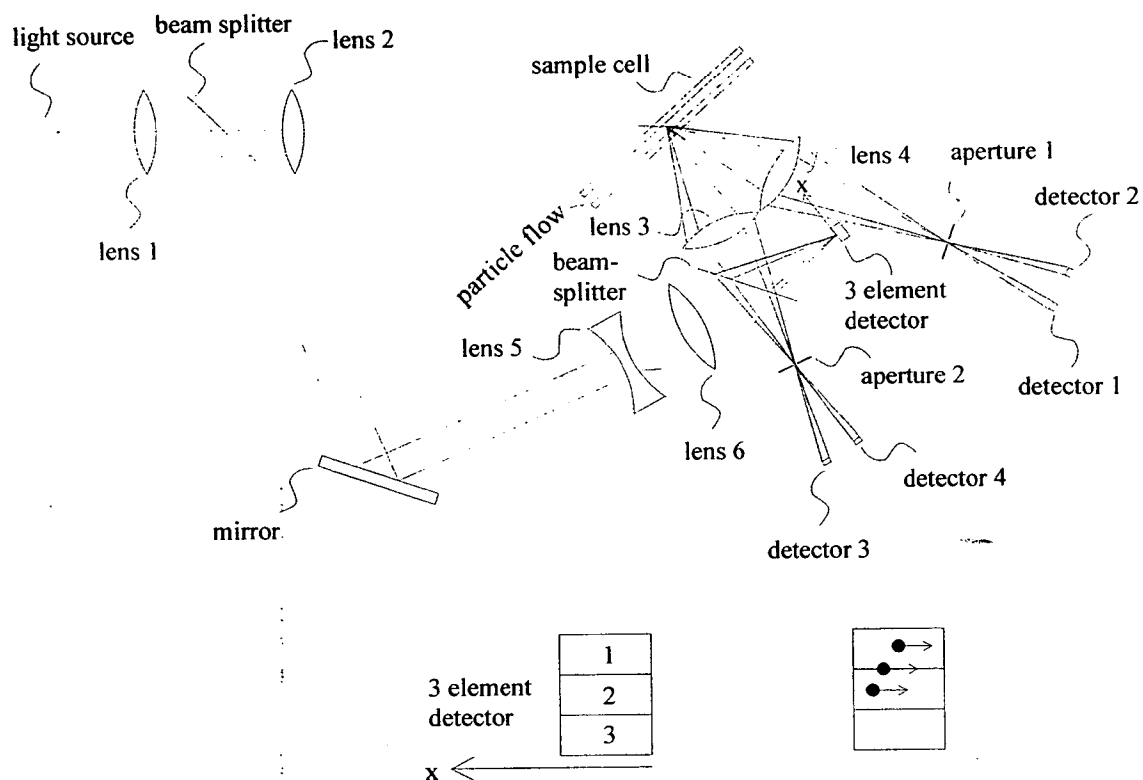 beam splitter
light source
lens 2
sample cell
lens 4
aperture 1
detector 2
lens 1
x
lens 3
particle flow
beam-
splitter
3 element
detector
lens 5
detector 1
aperture 2
lens 6
detector 4
mirror
detector 3
1
2
3
3 element
detector
x